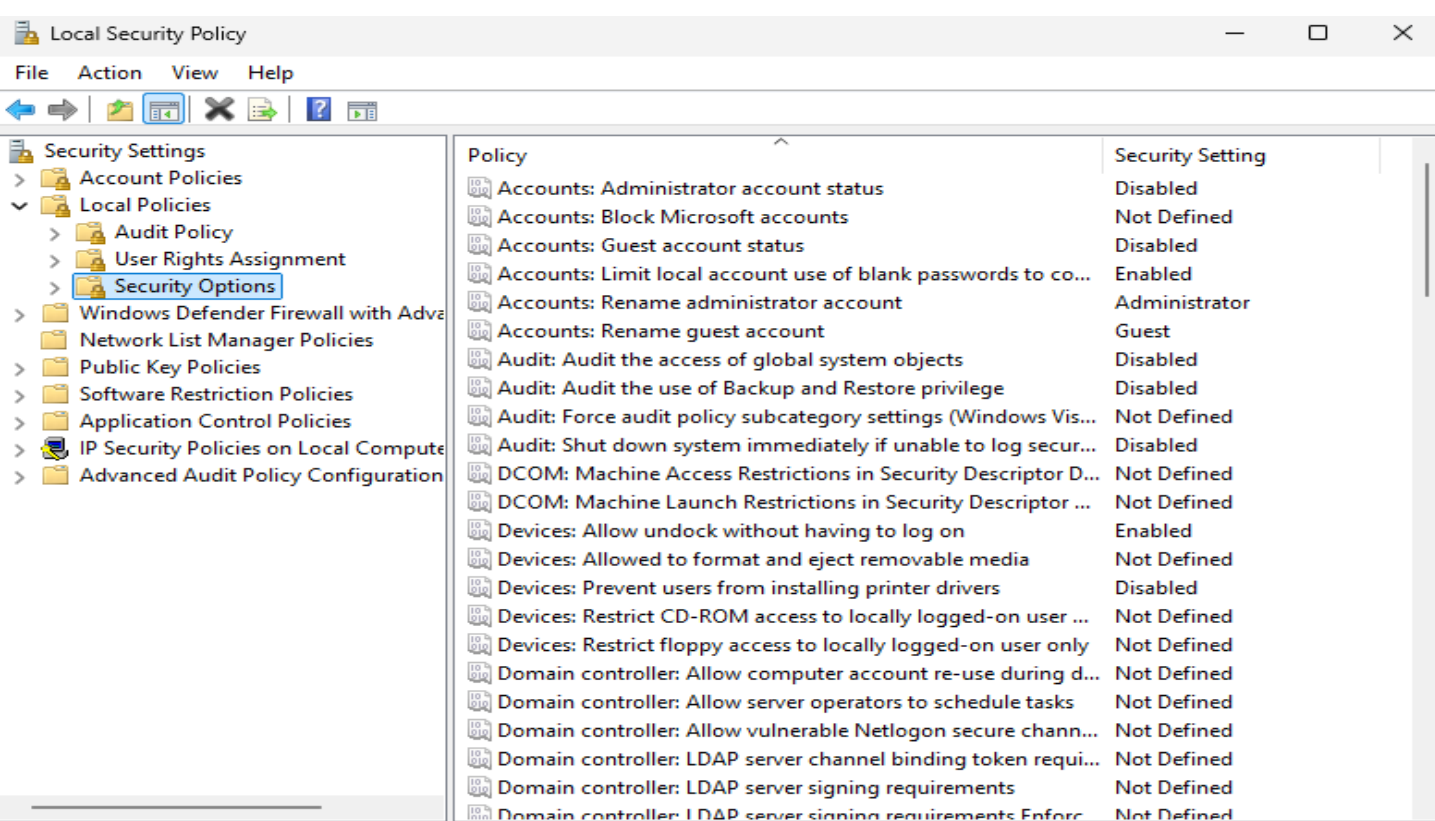 Local Security Policy
File Action View Help
Security Settings
Account Policies
Local Policies
Audit Policy
User Rights Assignment
Security Options
Windows Defender Firewall with Adva
Network List Manager Policies
Public Key Policies
Software Restriction Policies
Application Control Policies
IP Security Policies on Local Compute
Advanced Audit Policy Configuration
Policy Security Setting
Accounts: Administrator account status Disabled
Accounts: Block Microsoft accounts Not Defined
Accounts: Guest account status Disabled
Accounts: Limit local account use of blank passwords to co... Enabled
Accounts: Rename administrator account Administrator
Accounts: Rename guest account Guest
Audit: Audit the access of global system objects Disabled
Audit: Audit the use of Backup and Restore privilege Disabled
Audit: Force audit policy subcategory settings (Windows Vis... Not Defined
Audit: Shut down system immediately if unable to log secur... Disabled
DCOM: Machine Access Restrictions in Security Descriptor D... Not Defined
DCOM: Machine Launch Restrictions in Security Descriptor ... Not Defined
Devices: Allow undock without having to log on Enabled
Devices: Allowed to format and eject removable media Not Defined
Devices: Prevent users from installing printer drivers Disabled
Devices: Restrict CD-ROM access to locally logged-on user ... Not Defined
Devices: Restrict floppy access to locally logged-on user only Not Defined
Domain controller: Allow computer account re-use during d... Not Defined
Domain controller: Allow server operators to schedule tasks Not Defined
Domain controller: Allow vulnerable Netlogon secure chann... Not Defined
Domain controller: LDAP server channel binding token requi... Not Defined
Domain controller: LDAP server signing requirements Not Defined
Domain controller: LDAP server signing requirements Enforc... Not Defined